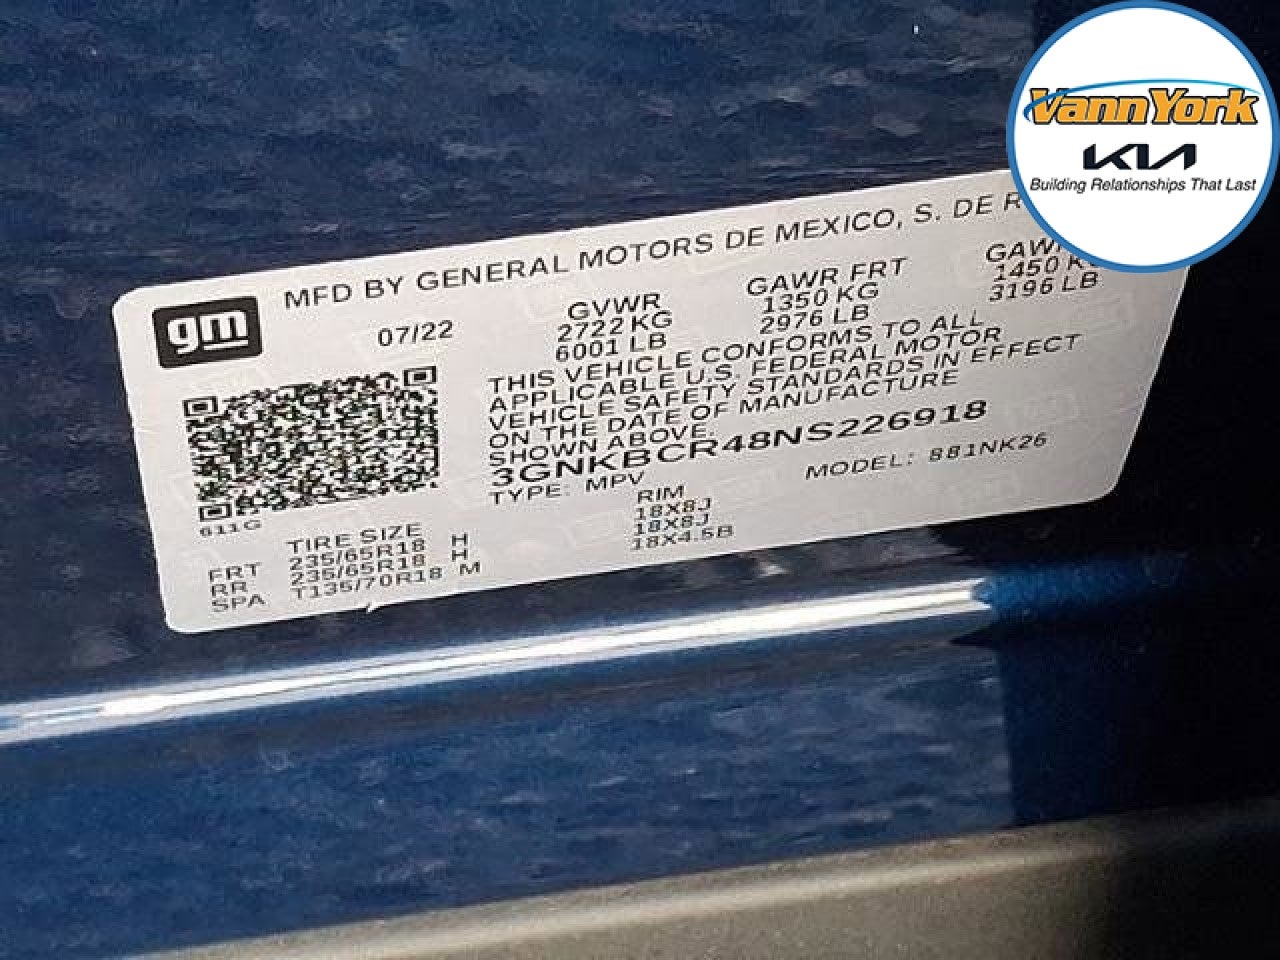 VannYork
KIA
Building Relationships That Last
MFD BY GENERAL MOTORS DE MEXICO, S. DE R
gm
07/22
GVWR
2722 KG
6001 LB
GAWR FRT
1350 KG
2976 LB
GAWR
1450 KG
3196 LB
THIS VEHICLE CONFORMS TO ALL
APPLICABLE U.S. FEDERAL MOTOR
VEHICLE SAFETY STANDARDS IN EFFECT
ON THE DATE OF MANUFACTURE
SHOWN ABOVE.
3GNKBCR48NS226918
TYPE: MPV
MODEL: 881NK26
611G
TIRE SIZE RIM
FRT 235/65R18 H 18X8J
RR 235/65R18 H 18X8J
SPA T135/70R18 M 18X4.5B